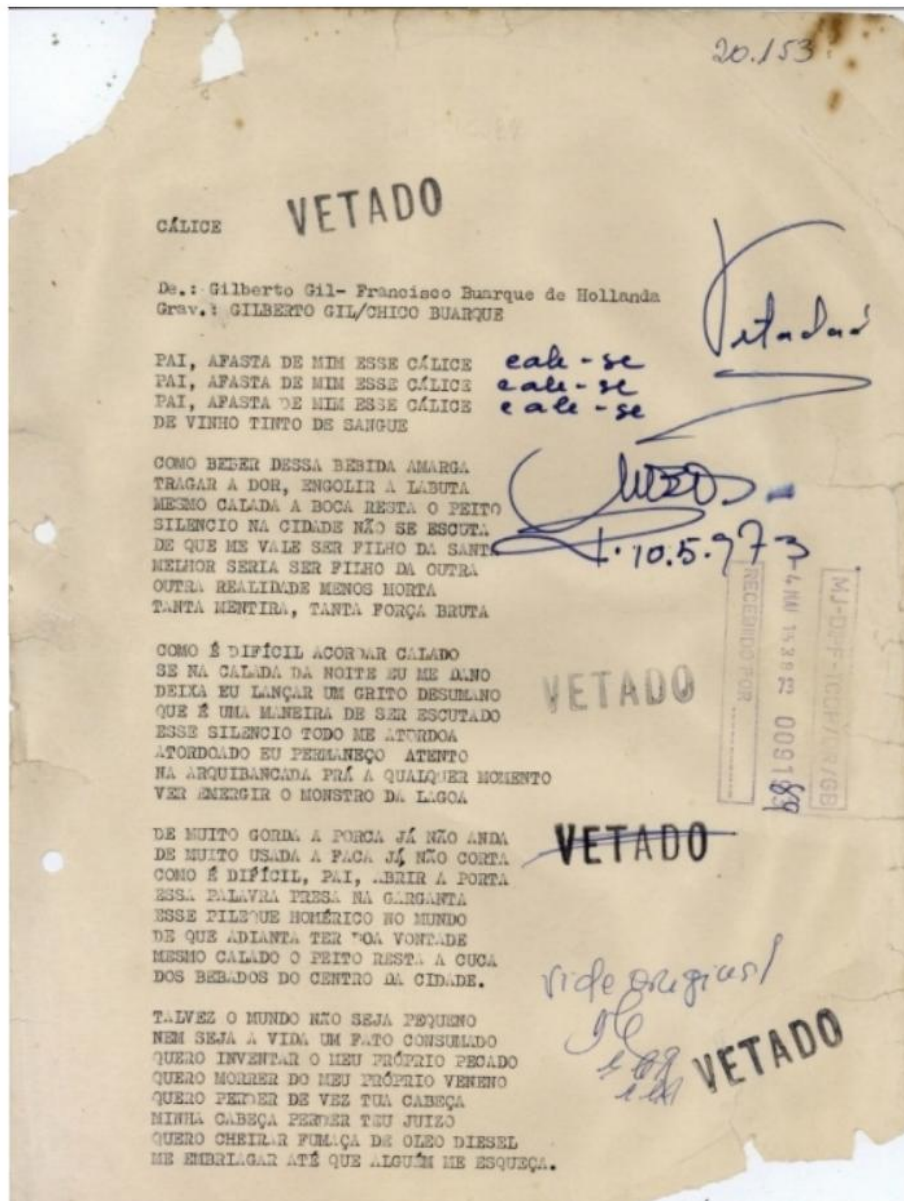 20.153
VETADO
CÁLICE
De.: Gilberto Gil- Francisco Buarque de Hollanda
Grav.: GILBERTO GIL/CHICO BUARQUE
Vetado
PAI, AFASTA DE MIM ESSE CÁLICE cale-se
PAI, AFASTA DE MIM ESSE CÁLICE cale-se
PAI, AFASTA DE MIM ESSE CÁLICE cale-se
DE VINHO TINTO DE SANGUE
COMO BEBER DESSA BEBIDA AMARGA
TRAGAR A DOR, ENGOLIR A LABUTA
MESMO CALADA A BOCA RESTA O PEITO
SILENCIO NA CIDADE NÃO SE ESCUTA
DE QUE ME VALE SER FILHO DA SANTA
10.5.973
MELHOR SERIA SER FILHO DA OUTRA
OUTRA REALIDADE MENOS MORTA
TANTA MENTIRA, TANTA FORÇA BRUTA
RECEBIDO POR
COMO É DIFÍCIL ACORDAR CALADO
SE NA CALADA DA NOITE EU ME DANO
DEIXA EU LANÇAR UM GRITO DESUMANO
VETADO
QUE É UMA MANEIRA DE SER ESCUTADO
ESSE SILENCIO TODO ME ATORDOA
ATORDOADO EU PERMANEÇO ATENTO
NA ARQUIBANCADA PRÁ A QUALQUER MOMENTO
VER EMERGIR O MONSTRO DA LAGOA
DE MUITO GORDA A PORCA JÁ NÃO ANDA
VETADO
DE MUITO USADA A FACA JÁ NÃO CORTA
COMO É DIFÍCIL, PAI, ABRIR A PORTA
ESSA PALAVRA PRESA NA GARGANTA
ESSE PILEQUE HOMÉRICO NO MUNDO
DE QUE ADIANTA TER BOA VONTADE
MESMO CALADO O PEITO RESTA A CUCA
DOS BEBADOS DO CENTRO DA CIDADE.
vide original
TALVEZ O MUNDO NÃO SEJA PEQUENO
NEM SEJA A VIDA UM FATO CONSUMADO
VETADO
QUERO INVENTAR O MEU PRÓPRIO PECADO
QUERO MORRER DO MEU PRÓPRIO VENENO
QUERO PERDER DE VEZ TUA CABEÇA
MINHA CABEÇA PERDER TEU JUIZO
QUERO CHEIRAR FUMAÇA DE OLEO DIESEL
ME EMBRIAGAR ATÉ QUE ALGUÉM ME ESQUEÇA.